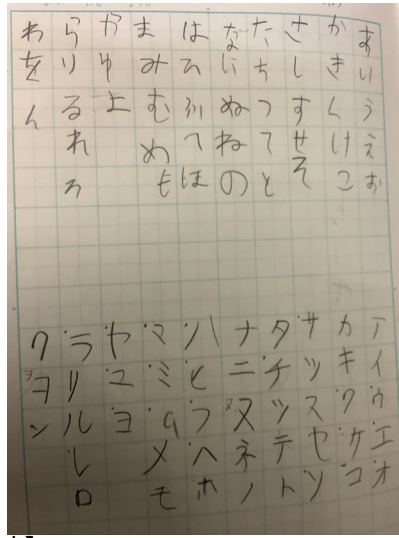 あいうえお
かきくけこ
さしすせそ
たちつてと
なにぬねの
はひふへほ
まみむめも
やゆよ
らりるれろ
わをん
アイウエオ
カキクケコ
サシスセソ
タチツテト
ナニヌネノ
ハヒフヘホ
マミムメモ
ヤユヨ
ラリルレロ
ワヲン